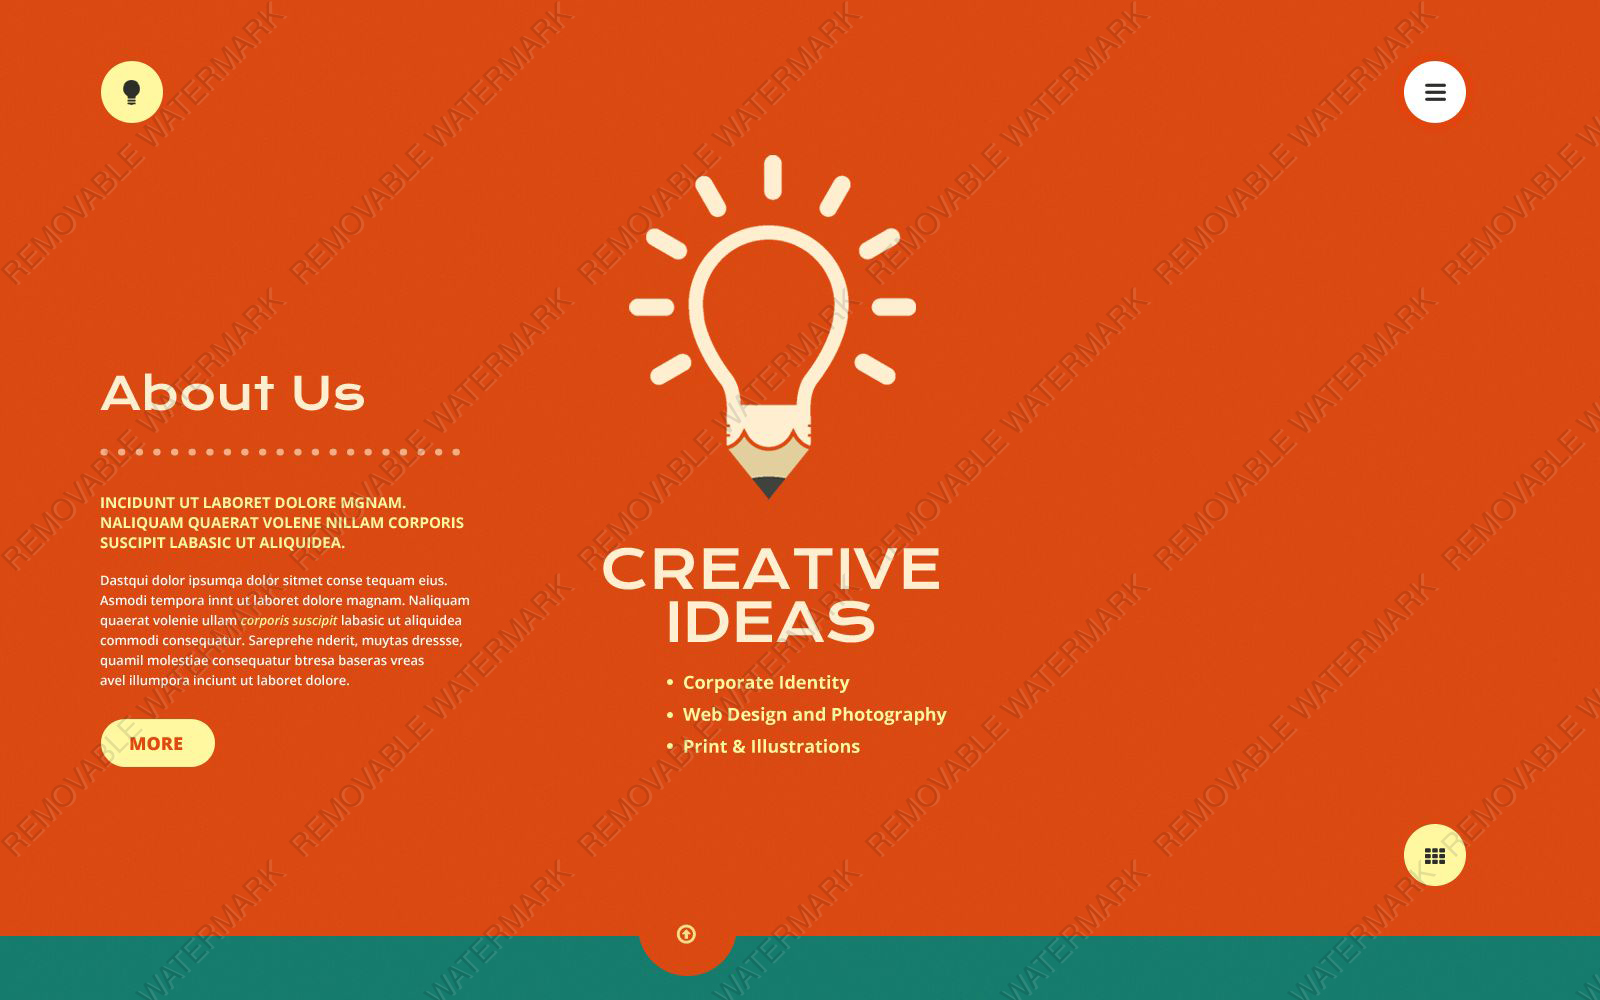 About Us
INCIDUNT UT LABORET DOLORE MGNAM.
NALIQUAM QUAERAT VOLENE NILLAM CORPORIS
SUSCIPIT LABASIC UT ALIQUIDEA.
Dastqui dolor ipsumqa dolor sitmet conse tequam eius.
Asmodi tempora innt ut laboret dolore magnam. Naliquam
quaerat volenie ullam corporis suscipit labasic ut aliquidea
commodi consequatur. Sareprehe nderit, muytas dressse,
quamil molestiae consequatur btresa baseras vreas
avel illumpora inciunt ut laboret dolore.
MORE
CREATIVE
IDEAS
• Corporate Identity
• Web Design and Photography
• Print & Illustrations
REMOVABLE WATERMARK